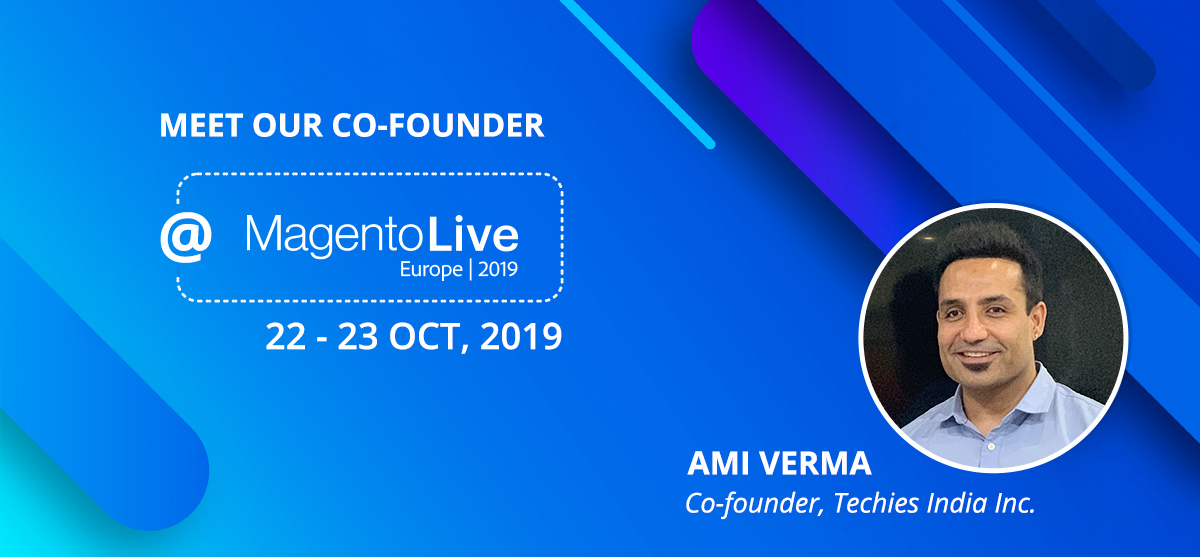 MEET OUR CO-FOUNDER
@ MagentoLive
Europe | 2019
22 - 23 OCT, 2019
AMI VERMA
Co-founder, Techies India Inc.